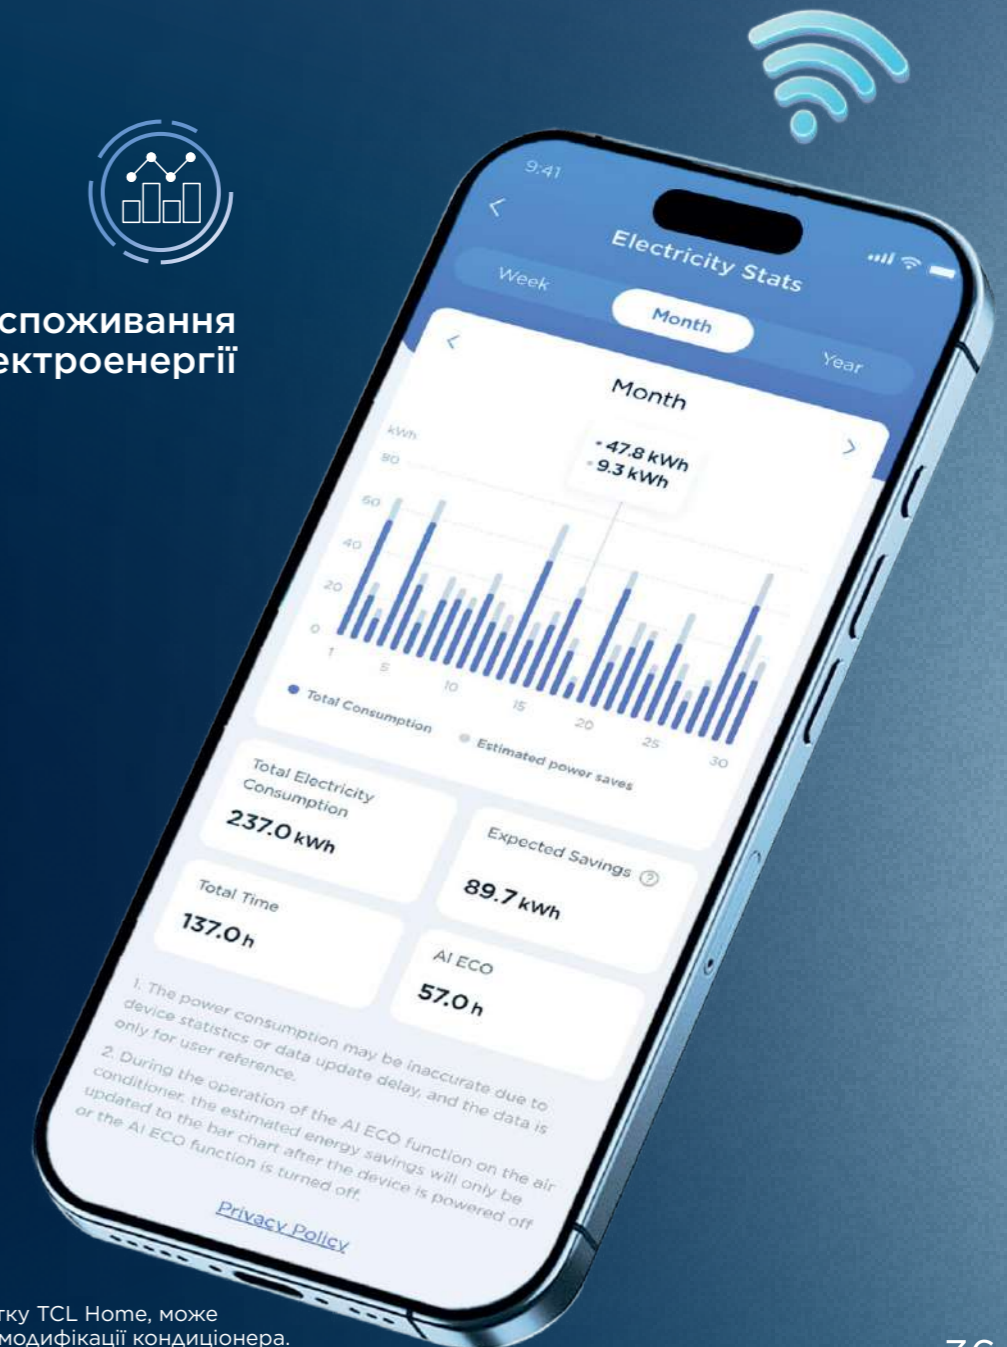 споживання
9:41
Electricity Stats
Week
Month
Year
Month
kWh
80
60
40
20
0
• 47.8 kWh
• 9.3 kWh
1
5
10
15
20
25
30
Total Consumption
Estimated power saves
Total Electricity
Consumption
237.0 kWh
Expected Savings ?
89.7 kWh
Total Time
137.0 h
AI ECO
57.0 h
1. The power consumption may be inaccurate due to
device statistics or data update delay, and the data is
only for user reference.
2. During the operation of the AI ECO function on the air
conditioner, the estimated energy savings will only be
updated to the bar chart after the device is powered off
or the AI ECO function is turned off.
Privacy Policy
TCL Home, може
модифікації кондиціонера.